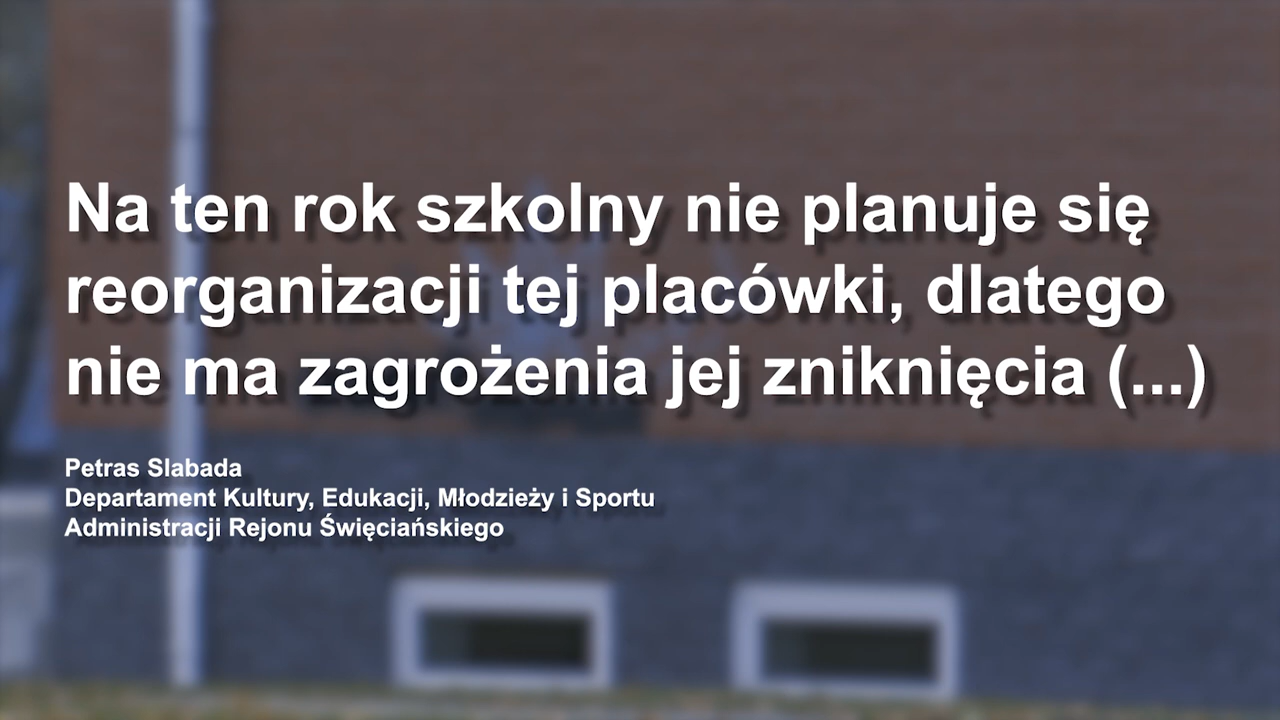 Na ten rok szkolny nie planuje się
reorganizacji tej placówki, dlatego
nie ma zagrożenia jej zniknięcia (...)
Petras Slabada
Departament Kultury, Edukacji, Młodzieży i Sportu
Administracji Rejonu Święciańskiego